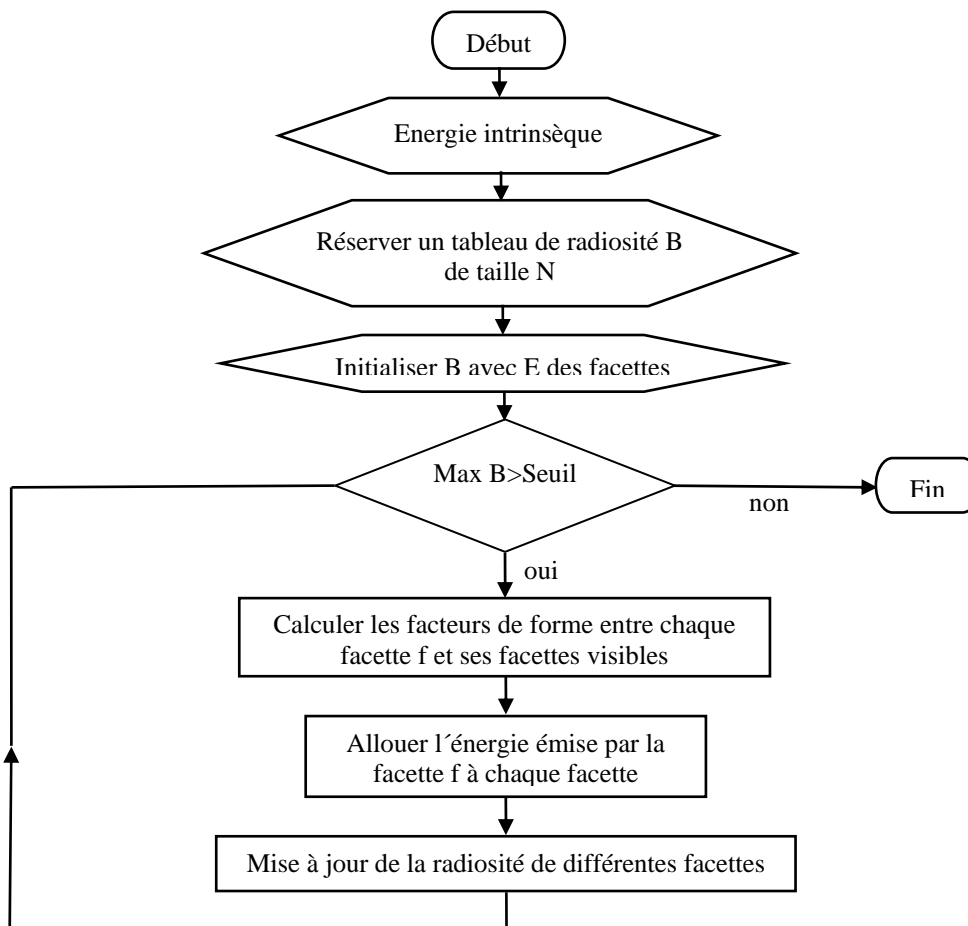 Début
Energie intrinsèque
Réserver un tableau de radiosité B
de taille N
Initialiser B avec E des facettes
Max B>Seuil
non
Fin
oui
Calculer les facteurs de forme entre chaque
facette f et ses facettes visibles
Allouer l´énergie émise par la
facette f à chaque facette
Mise à jour de la radiosité de différentes facettes